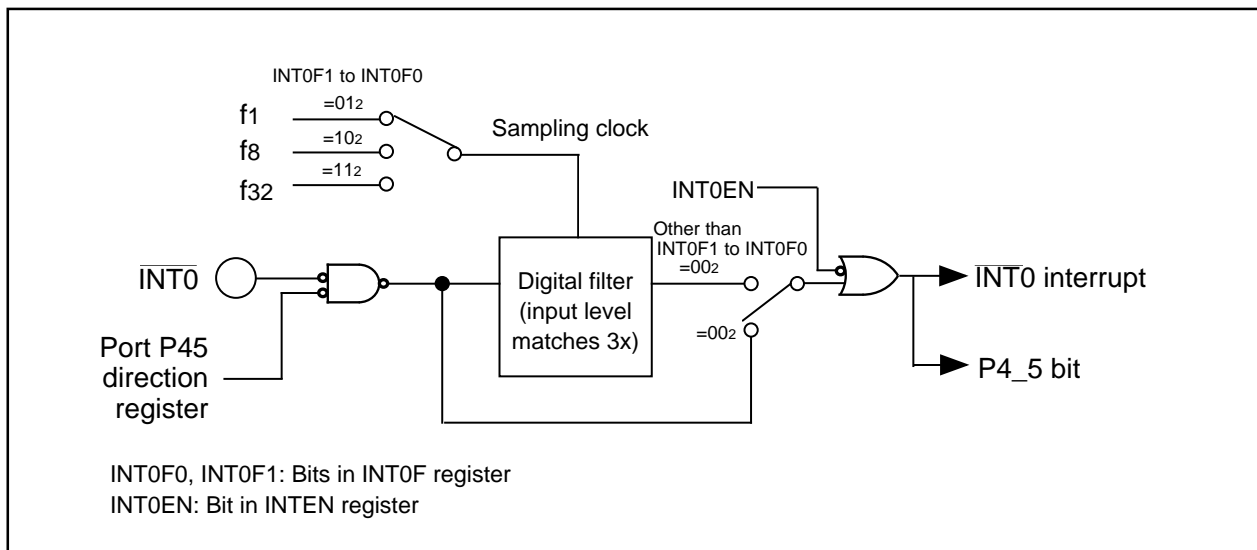 INT0F1 to INT0F0
f1
=012
Sampling clock
f8
=102
f32
=112
INT0EN
Other than
INT0F1 to INT0F0
=002
INT0
Digital filter
(input level
matches 3x)
=002
INT0 interrupt
Port P45
direction
register
P4_5 bit
INT0F0, INT0F1: Bits in INT0F register
INT0EN: Bit in INTEN register